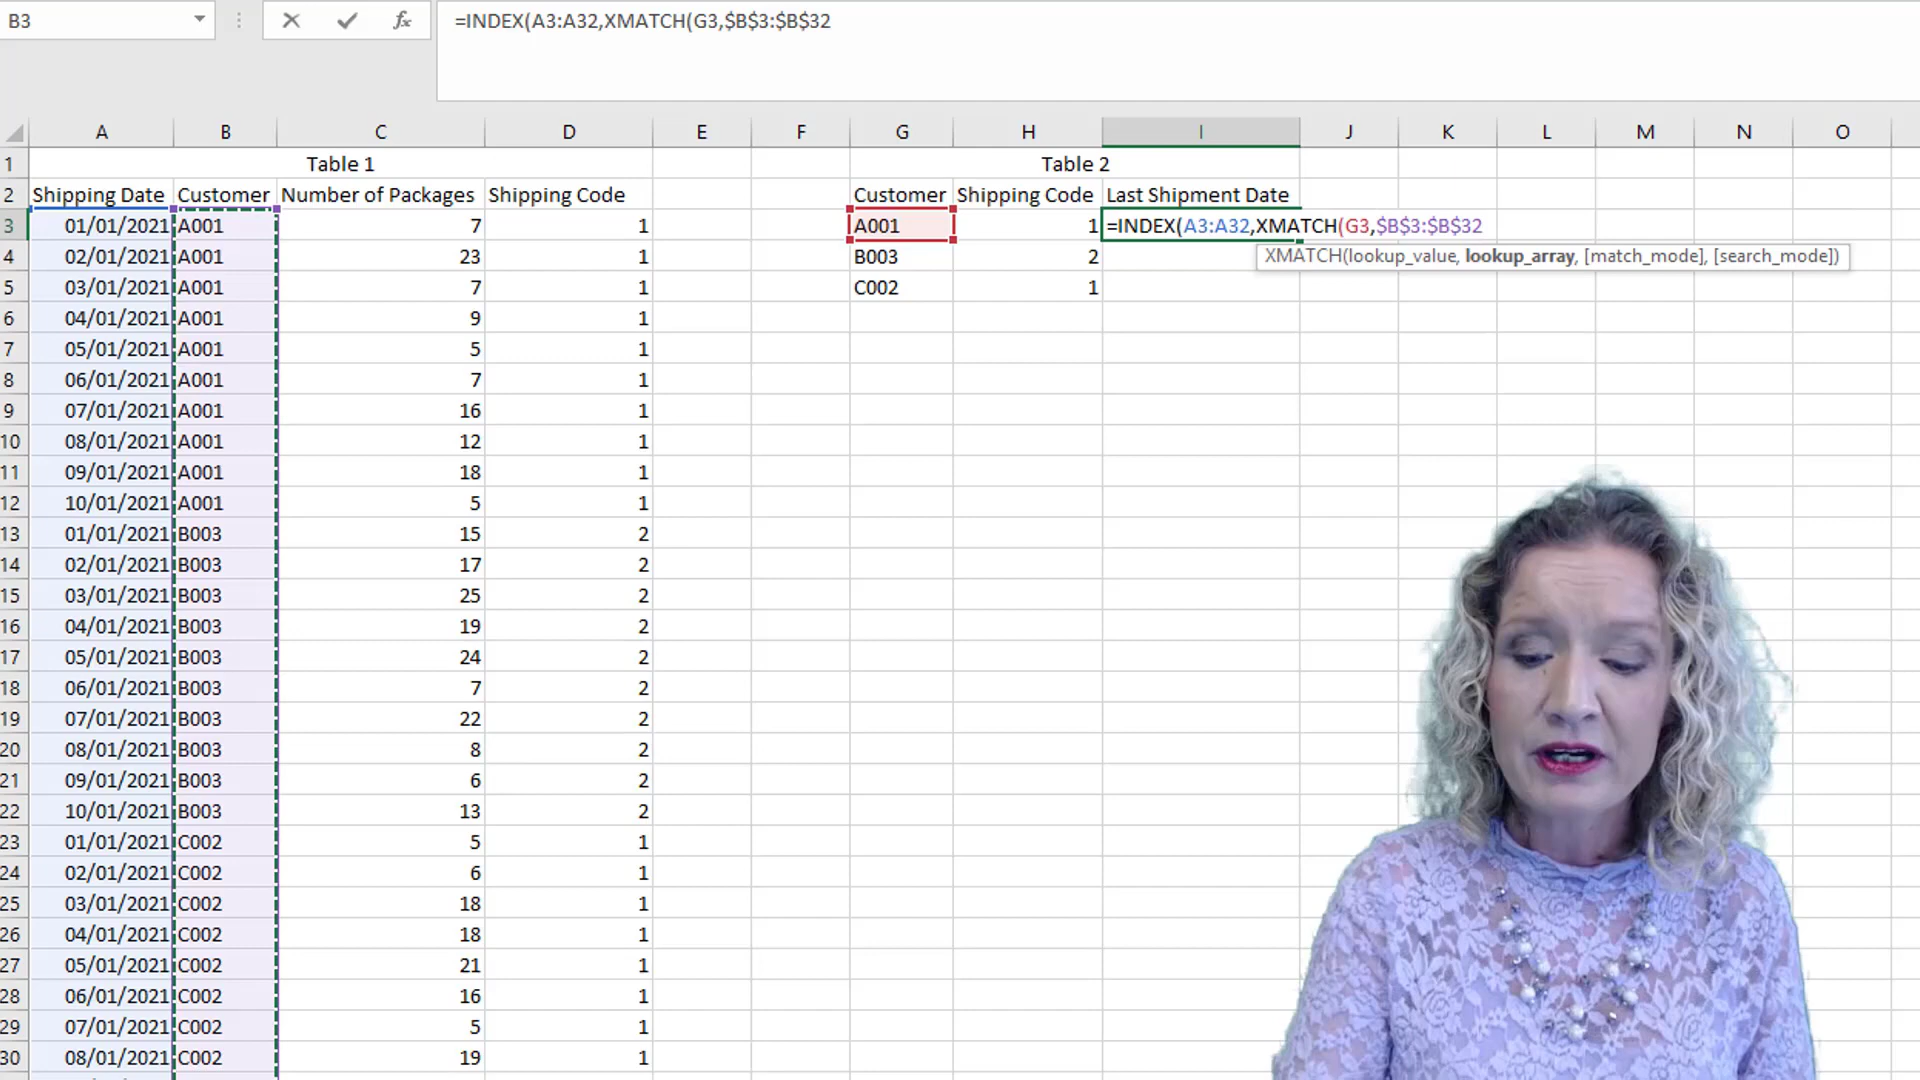 B3 fx =INDEX(A3:A32,XMATCH(G3,$B$3:$B$32
A B C D E F G H I J K L M N O
1 Table 1 Table 2
2 Shipping Date Customer Number of Packages Shipping Code Customer Shipping Code Last Shipment Date
3 01/01/2021 A001 7 1 A001 1 =INDEX(A3:A32,XMATCH(G3,$B$3:$B$32
4 02/01/2021 A001 23 1 B003 2 XMATCH(lookup_value, lookup_array, [match_mode], [search_mode])
5 03/01/2021 A001 7 1 C002 1
6 04/01/2021 A001 9 1
7 05/01/2021 A001 5 1
8 06/01/2021 A001 7 1
9 07/01/2021 A001 16 1
10 08/01/2021 A001 12 1
11 09/01/2021 A001 18 1
12 10/01/2021 A001 5 1
13 01/01/2021 B003 15 2
14 02/01/2021 B003 17 2
15 03/01/2021 B003 25 2
16 04/01/2021 B003 19 2
17 05/01/2021 B003 24 2
18 06/01/2021 B003 7 2
19 07/01/2021 B003 22 2
20 08/01/2021 B003 8 2
21 09/01/2021 B003 6 2
22 10/01/2021 B003 13 2
23 01/01/2021 C002 5 1
24 02/01/2021 C002 6 1
25 03/01/2021 C002 18 1
26 04/01/2021 C002 18 1
27 05/01/2021 C002 21 1
28 06/01/2021 C002 16 1
29 07/01/2021 C002 5 1
30 08/01/2021 C002 19 1